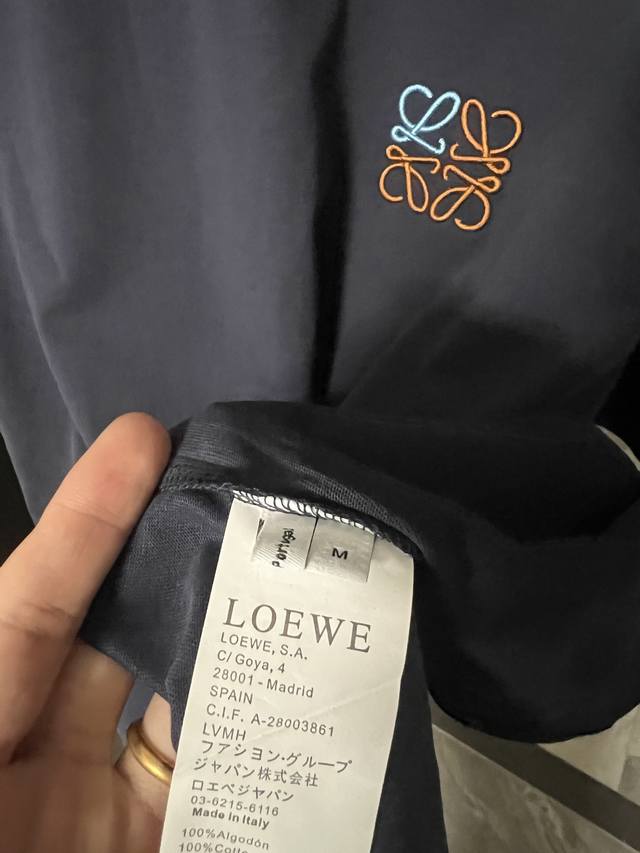 M
LOEWE
LOEWE, S.A.
C/ Goya, 4
28001 - Madrid
SPAIN
C.I.F. A-28003861
LVMH
ファシヨン·グループ
ジャパン株式会社
ロエベジャパン
03-6215-6116
Made in Italy
100%Algodón